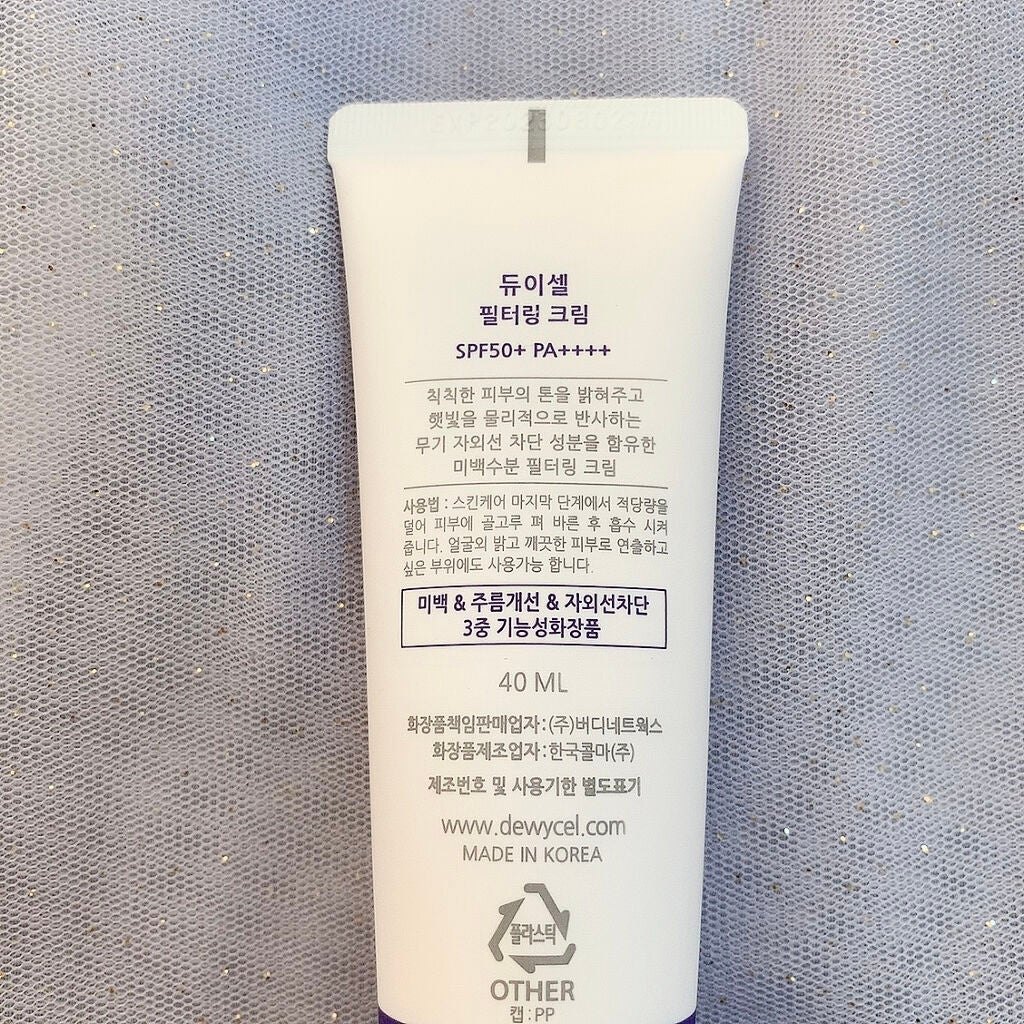 듀이셀
필터링 크림
SPF50+ PA++++
칙칙한 피부의 톤을 밝혀주고
햇빛을 물리적으로 반사하는
무기 자외선 차단 성분을 함유한
미백수분 필터링 크림
사용법 : 스킨케어 마지막 단계에서 적당량을
덜어 피부에 골고루 펴 바른 후 흡수 시켜
줍니다. 얼굴외 밝고 깨끗한 피부로 연출하고
싶은 부위에도 사용가능 합니다.
미백 & 주름개선 & 자외선차단
3중 기능성화장품
40 ML
화장품책임판매업자:(주)버디네트웍스
화장품제조업자:한국콜마(주)
제조번호 및 사용기한 별도표기
www.dewycel.com
MADE IN KOREA
플라스틱
OTHER
캡:PP